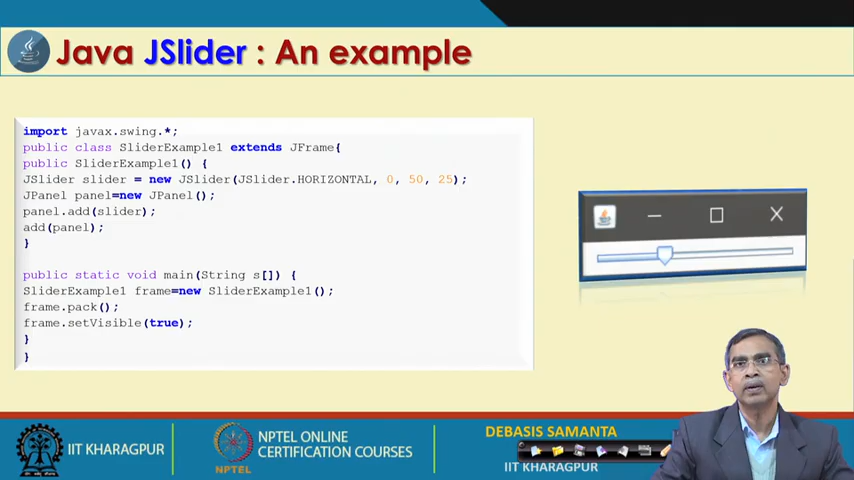 Java JSlider : An example
import javax.swing.*;
public class SliderExample1 extends JFrame{
public SliderExample1() {
JSlider slider = new JSlider(JSlider.HORIZONTAL, 0, 50, 25);
JPanel panel=new JPanel();
panel.add(slider);
add(panel);
}
public static void main(String s[]) {
SliderExample1 frame=new SliderExample1();
frame.pack();
frame.setVisible(true);
}
}
IIT KHARAGPUR
NPTEL
NPTEL ONLINE
CERTIFICATION COURSES
DEBASIS SAMANTA
IIT KHARAGPUR